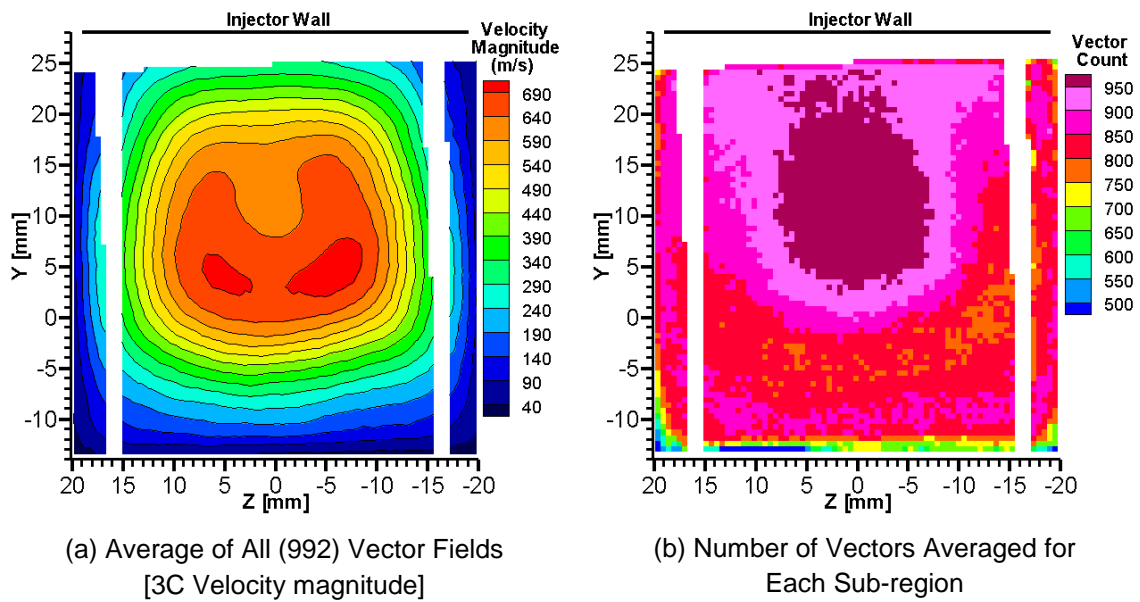 Injector Wall
Velocity
Magnitude
(m/s)
690
640
590
540
490
440
390
340
290
240
190
140
90
40
25
20
15
10
5
0
-5
-10
Y [mm]
20 15 10 5 0 -5 -10 -15 -20
Z [mm]
(a) Average of All (992) Vector Fields
[3C Velocity magnitude]
Injector Wall
Vector
Count
950
900
850
800
750
700
650
600
550
500
25
20
15
10
5
0
-5
-10
Y [mm]
20 15 10 5 0 -5 -10 -15 -20
Z [mm]
(b) Number of Vectors Averaged for
Each Sub-region